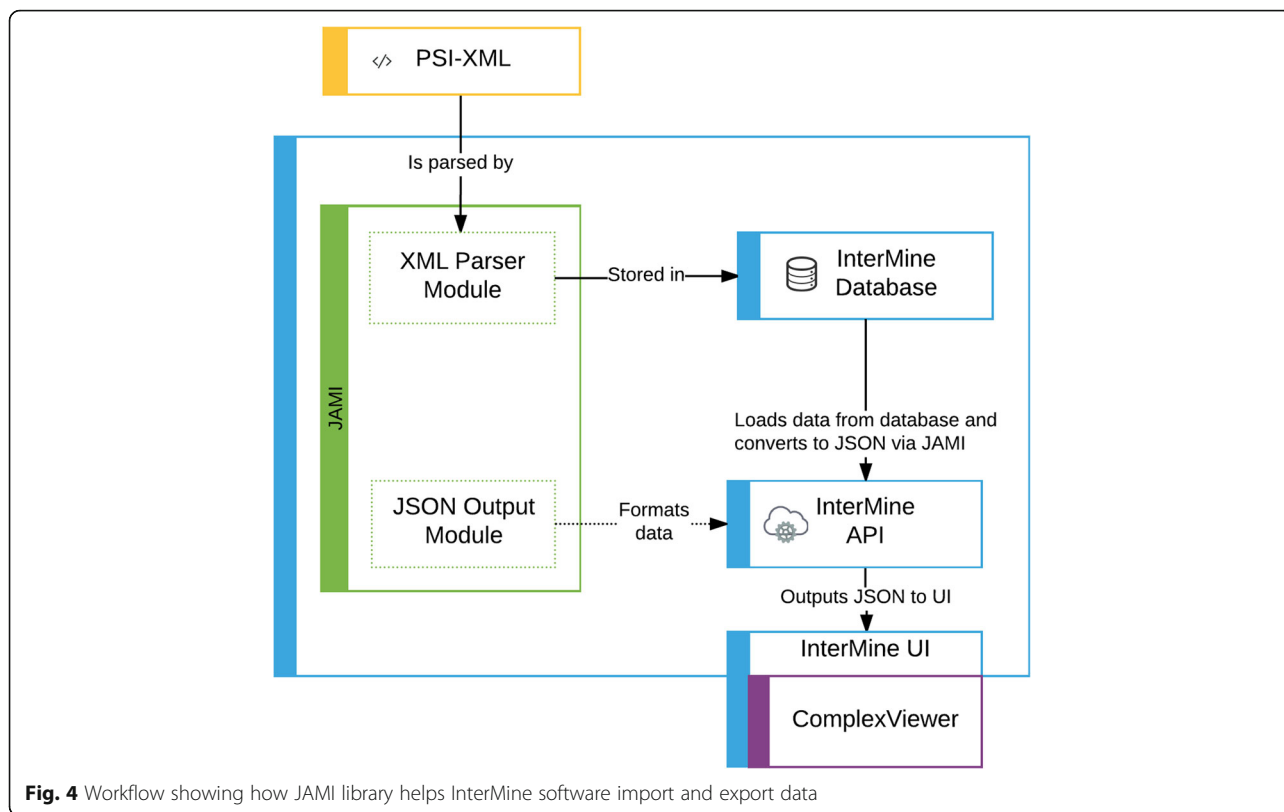 </> PSI-XML
Is parsed by
JAMI
XML Parser
Module
Stored in
InterMine
Database
Loads data from database and
converts to JSON via JAMI
JSON Output
Module
Formats
data
InterMine
API
Outputs JSON to UI
InterMine UI
ComplexViewer
Fig. 4 Workflow showing how JAMI library helps InterMine software import and export data